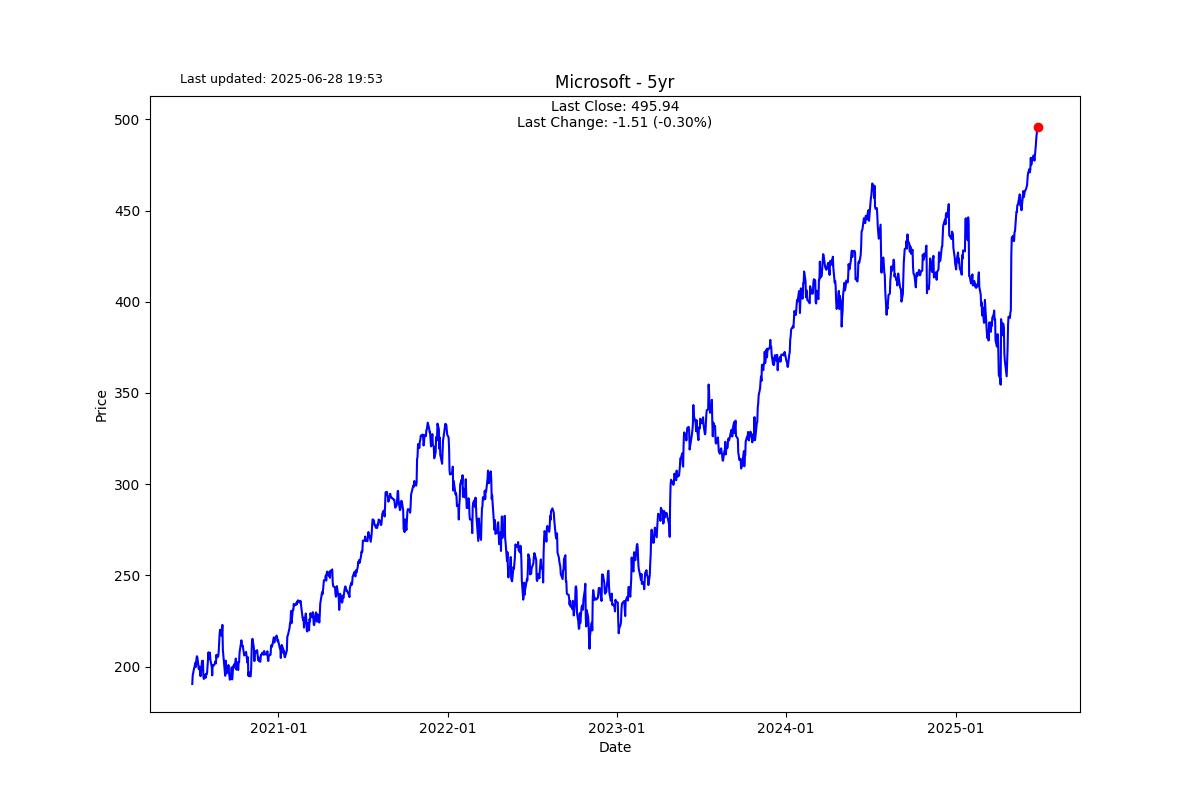 Last updated: 2025-06-28 19:53
Microsoft - 5yr
Last Close: 495.94
Last Change: -1.51 (-0.30%)
500
450
400
350
300
250
200
Price
2021-01
2022-01
2023-01
2024-01
2025-01
Date